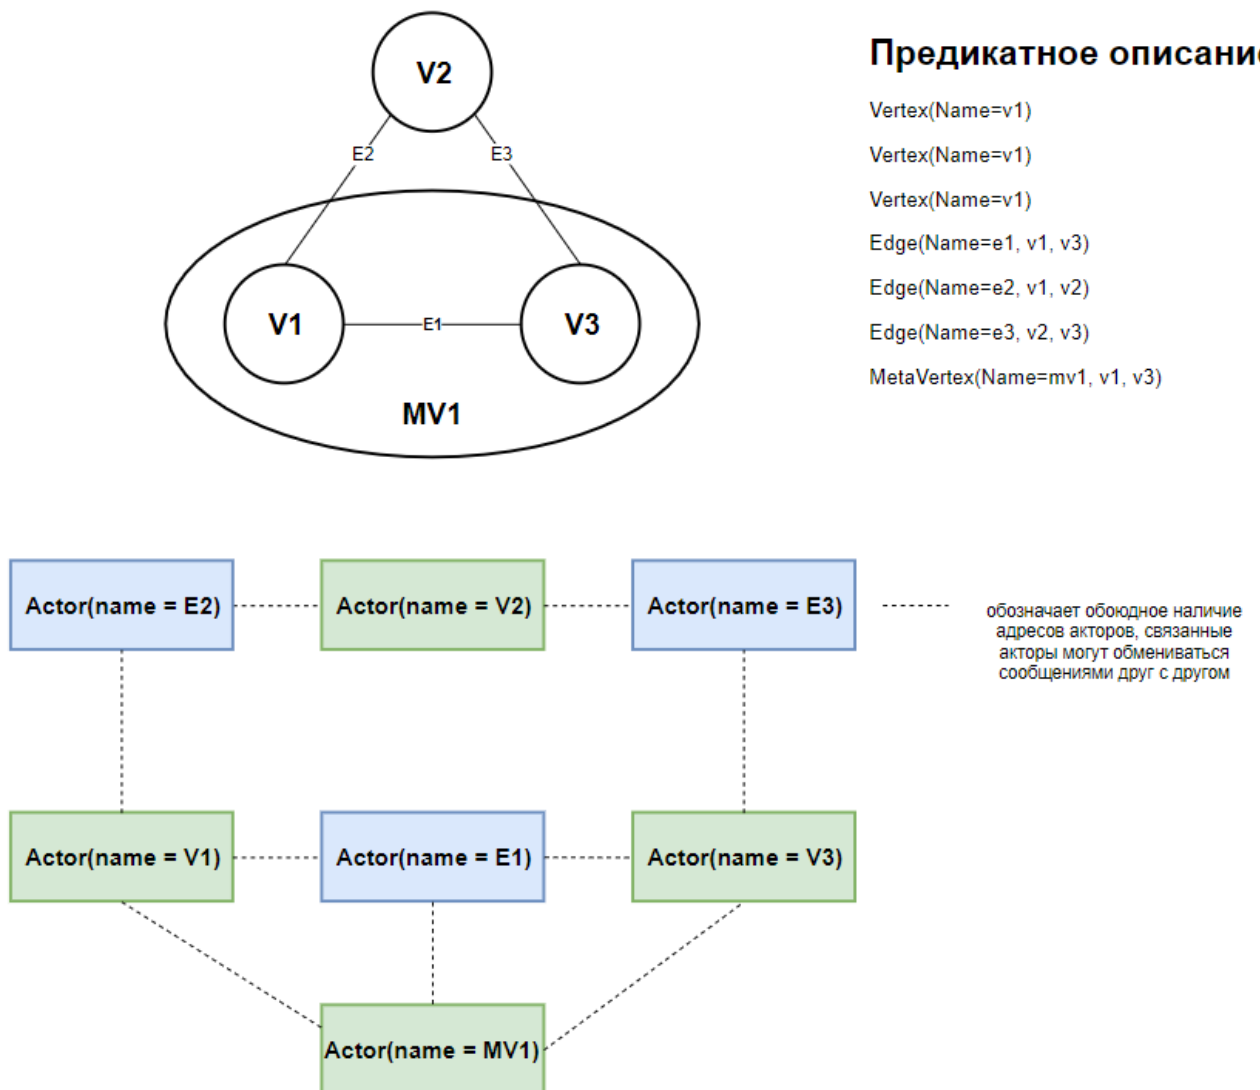 V2
E2
E3
V1
E1
V3
MV1
Предикатное описание
Vertex(Name=v1)
Vertex(Name=v1)
Vertex(Name=v1)
Edge(Name=e1, v1, v3)
Edge(Name=e2, v1, v2)
Edge(Name=e3, v2, v3)
MetaVertex(Name=mv1, v1, v3)
Actor(name = E2)
Actor(name = V2)
Actor(name = E3)
обозначает обоюдное наличие
адресов акторов, связанные
акторы могут обмениваться
сообщениями друг с другом
Actor(name = V1)
Actor(name = E1)
Actor(name = V3)
Actor(name = MV1)